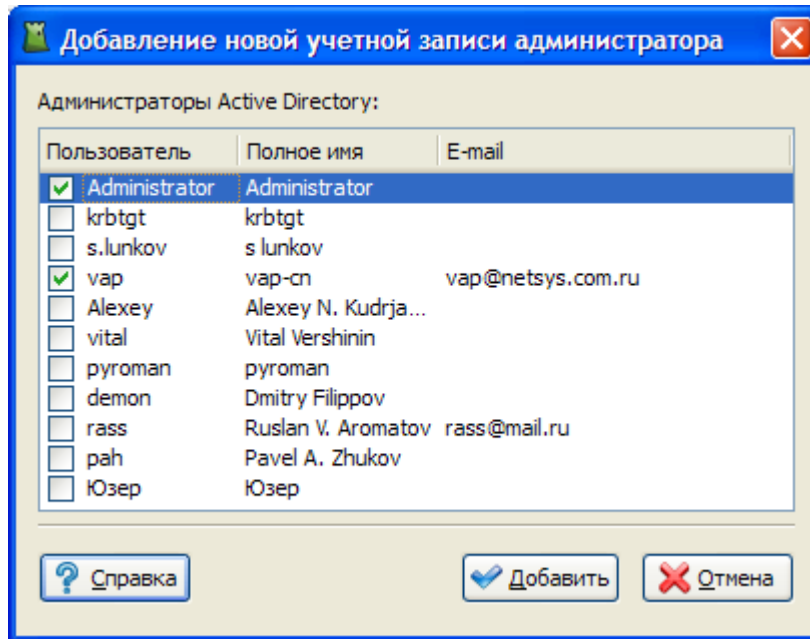 Добавление новой учетной записи администратора
Администраторы Active Directory:
Пользователь Полное имя E-mail
Administrator Administrator
krbtgt krbtgt
s.lunkov s lunkov
vap vap-cn vap@netsys.com.ru
Alexey Alexey N. Kudrja...
vital Vital Vershinin
pyroman pyroman
demon Dmitry Filippov
rass Ruslan V. Aromatov rass@mail.ru
pah Pavel A. Zhukov
Юзер Юзер
Справка Добавить Отмена